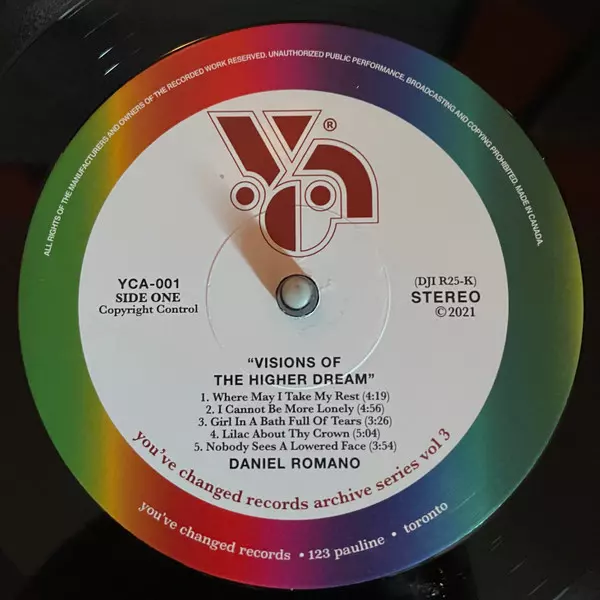 ALL RIGHTS OF THE MANUFACTURERS AND OWNERS OF THE RECORDED WORK RESERVED. UNAUTHORIZED PUBLIC PERFORMANCE, BROADCASTING AND COPYING PROHIBITED. MADE IN CANADA.
®
YCA-001
SIDE ONE
Copyright Control
(DJI R25-K)
STEREO
©2021
“VISIONS OF
THE HIGHER DREAM”
1. Where May I Take My Rest (4:19)
2. I Cannot Be More Lonely (4:56)
3. Girl In A Bath Full Of Tears (3:26)
4. Lilac About Thy Crown (5:04)
5. Nobody Sees A Lowered Face (3:54)
DANIEL ROMANO
you've changed records archive series vol 3
you've changed records • 123 pauline • toronto